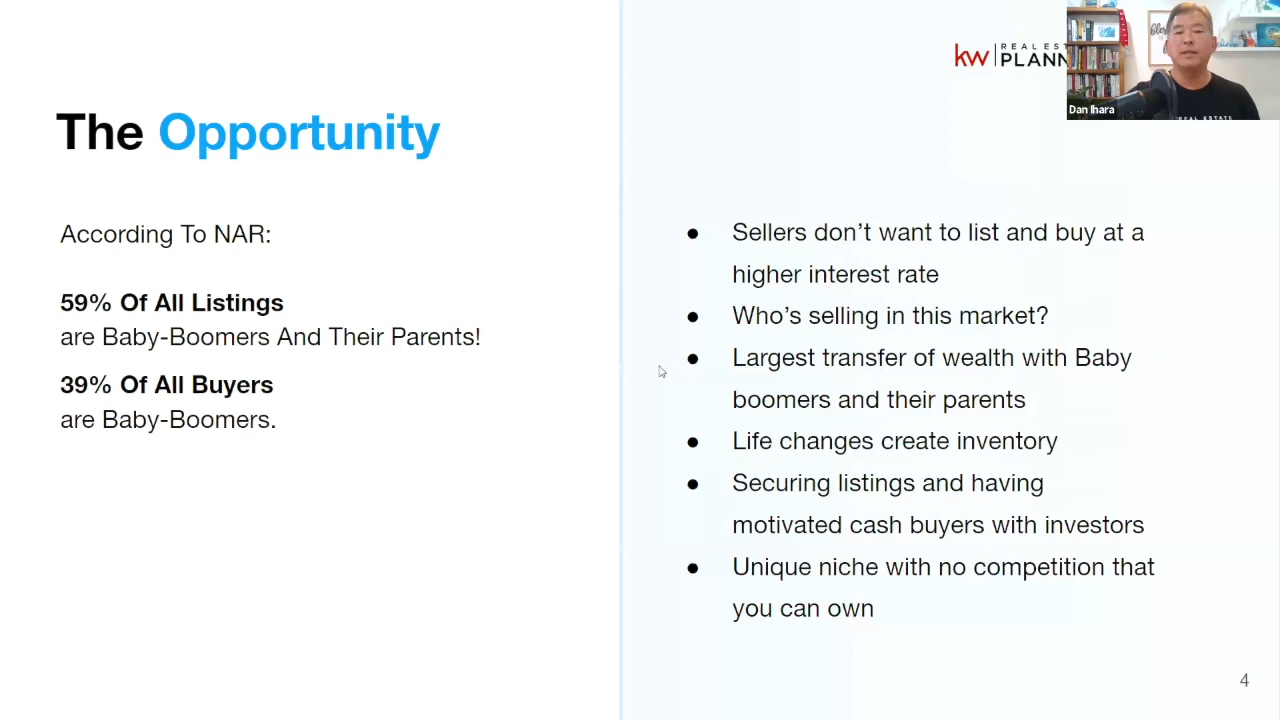 The Opportunity
According To NAR:
59% Of All Listings
are Baby-Boomers And Their Parents!
39% Of All Buyers
are Baby-Boomers.
kw
REAL EST
PLANN
Dan Ihara
REAL ESTATE
● Sellers don’t want to list and buy at a
higher interest rate
● Who’s selling in this market?
● Largest transfer of wealth with Baby
boomers and their parents
● Life changes create inventory
● Securing listings and having
motivated cash buyers with investors
● Unique niche with no competition that
you can own
4